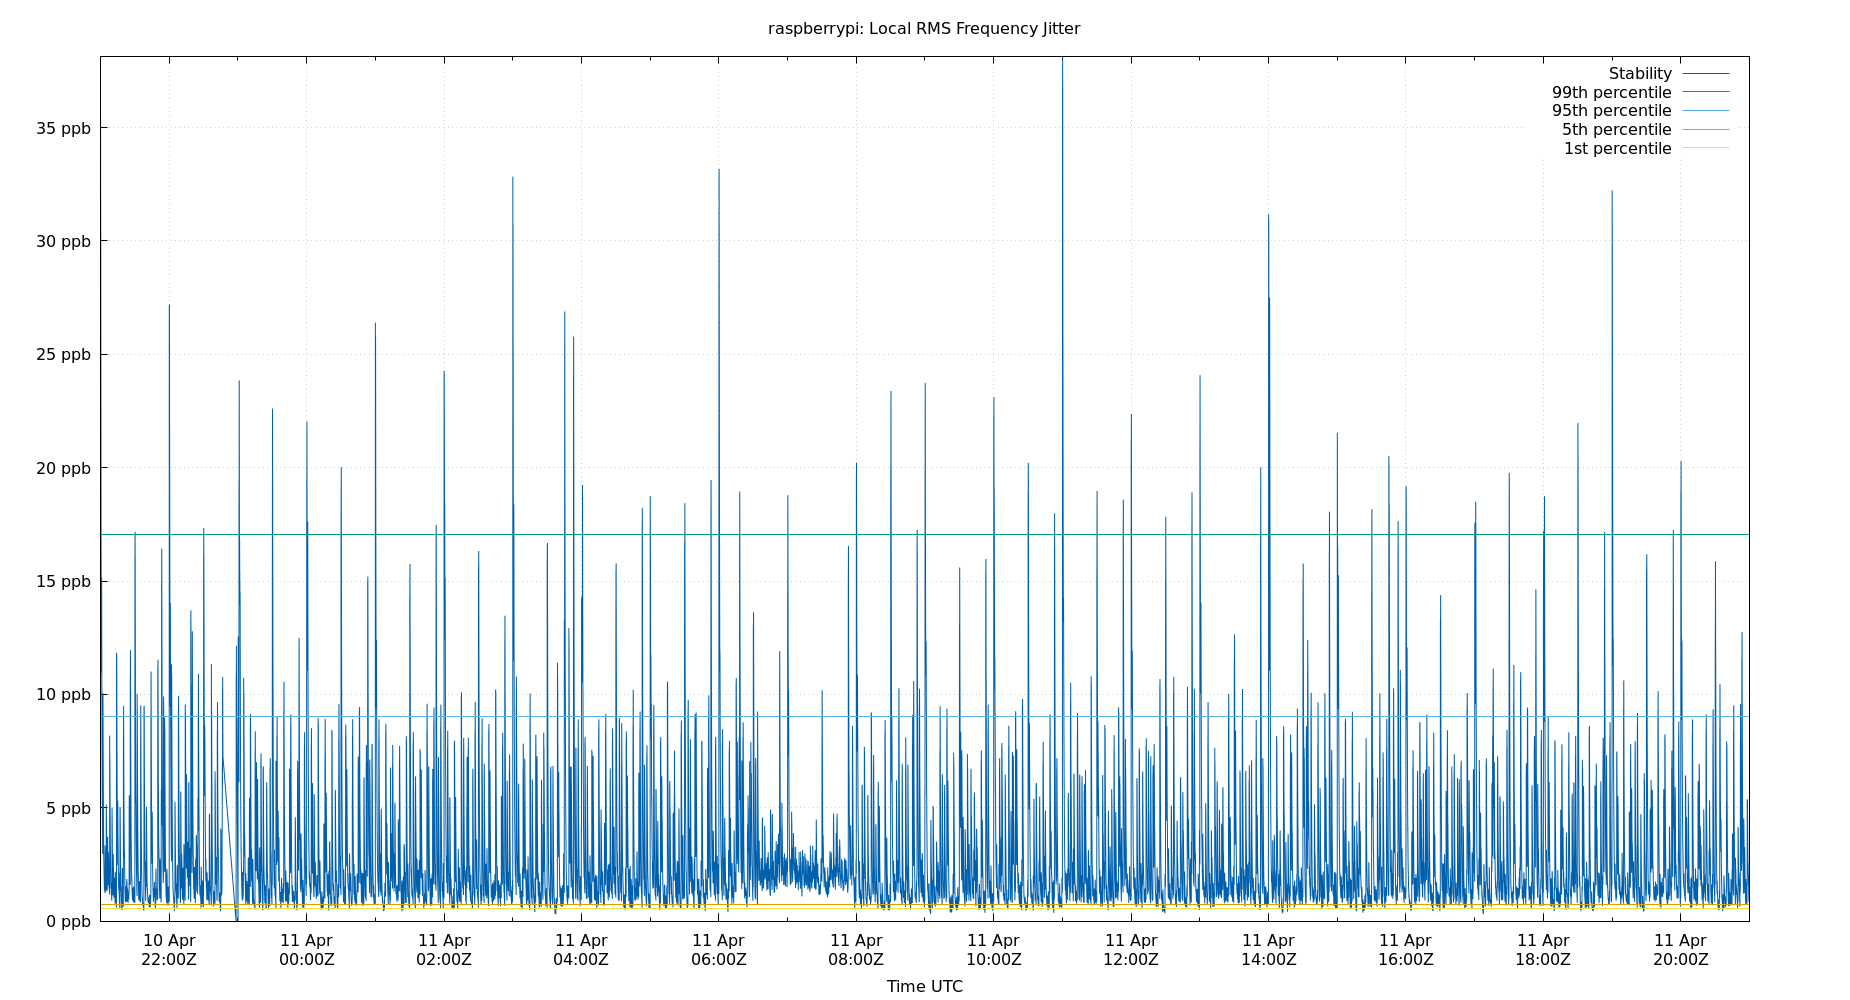 raspberrypi: Local RMS Frequency Jitter
Stability
99th percentile
95th percentile
5th percentile
1st percentile
35 ppb
30 ppb
25 ppb
20 ppb
15 ppb
10 ppb
5 ppb
0 ppb
10 Apr 11 Apr 11 Apr 11 Apr 11 Apr 11 Apr 11 Apr 11 Apr 11 Apr 11 Apr 11 Apr 11 Apr
22:00Z 00:00Z 02:00Z 04:00Z 06:00Z 08:00Z 10:00Z 12:00Z 14:00Z 16:00Z 18:00Z 20:00Z
Time UTC